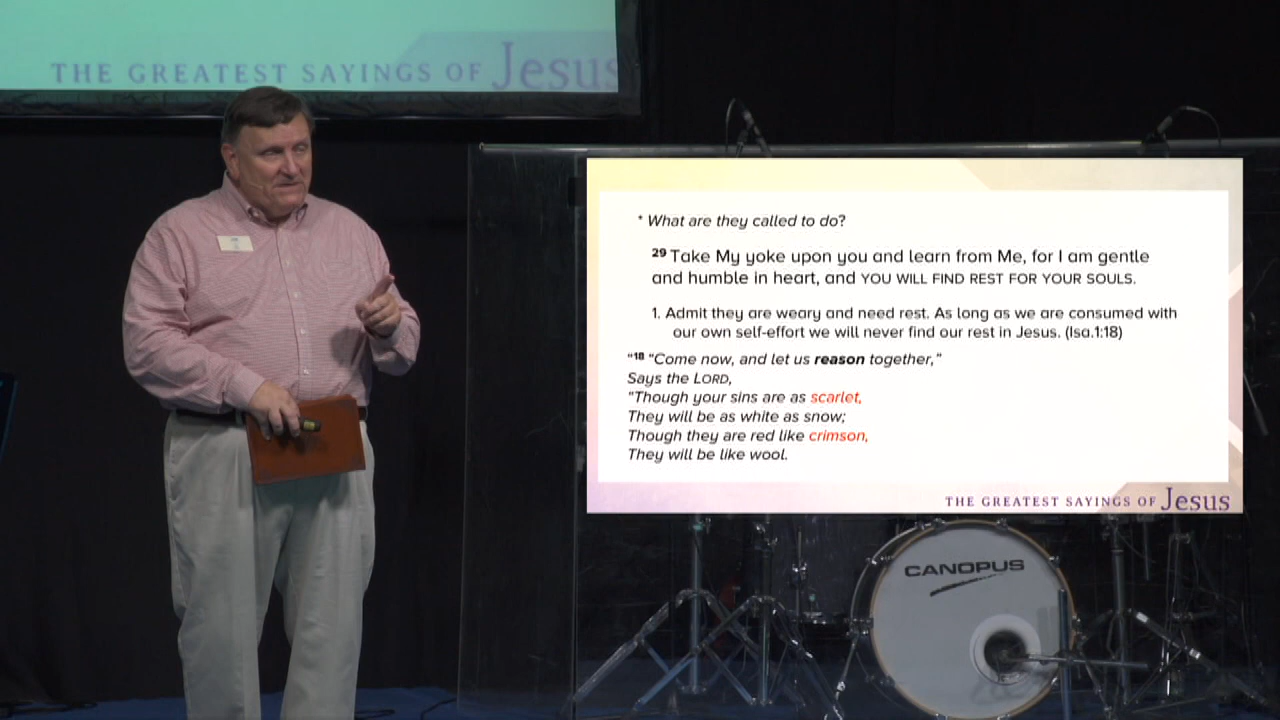 THE GREATEST SAYINGS OF Jesus
* What are they called to do?
29 Take My yoke upon you and learn from Me, for I am gentle
and humble in heart, and YOU WILL FIND REST FOR YOUR SOULS.
1. Admit they are weary and need rest. As long as we are consumed with
our own self-effort we will never find our rest in Jesus. (Isa.1:18)
"18 "Come now, and let us reason together,"
Says the LORD,
"Though your sins are as scarlet,
They will be as white as snow;
Though they are red like crimson,
They will be like wool.
THE GREATEST SAYINGS OF Jesus
CANOPUS